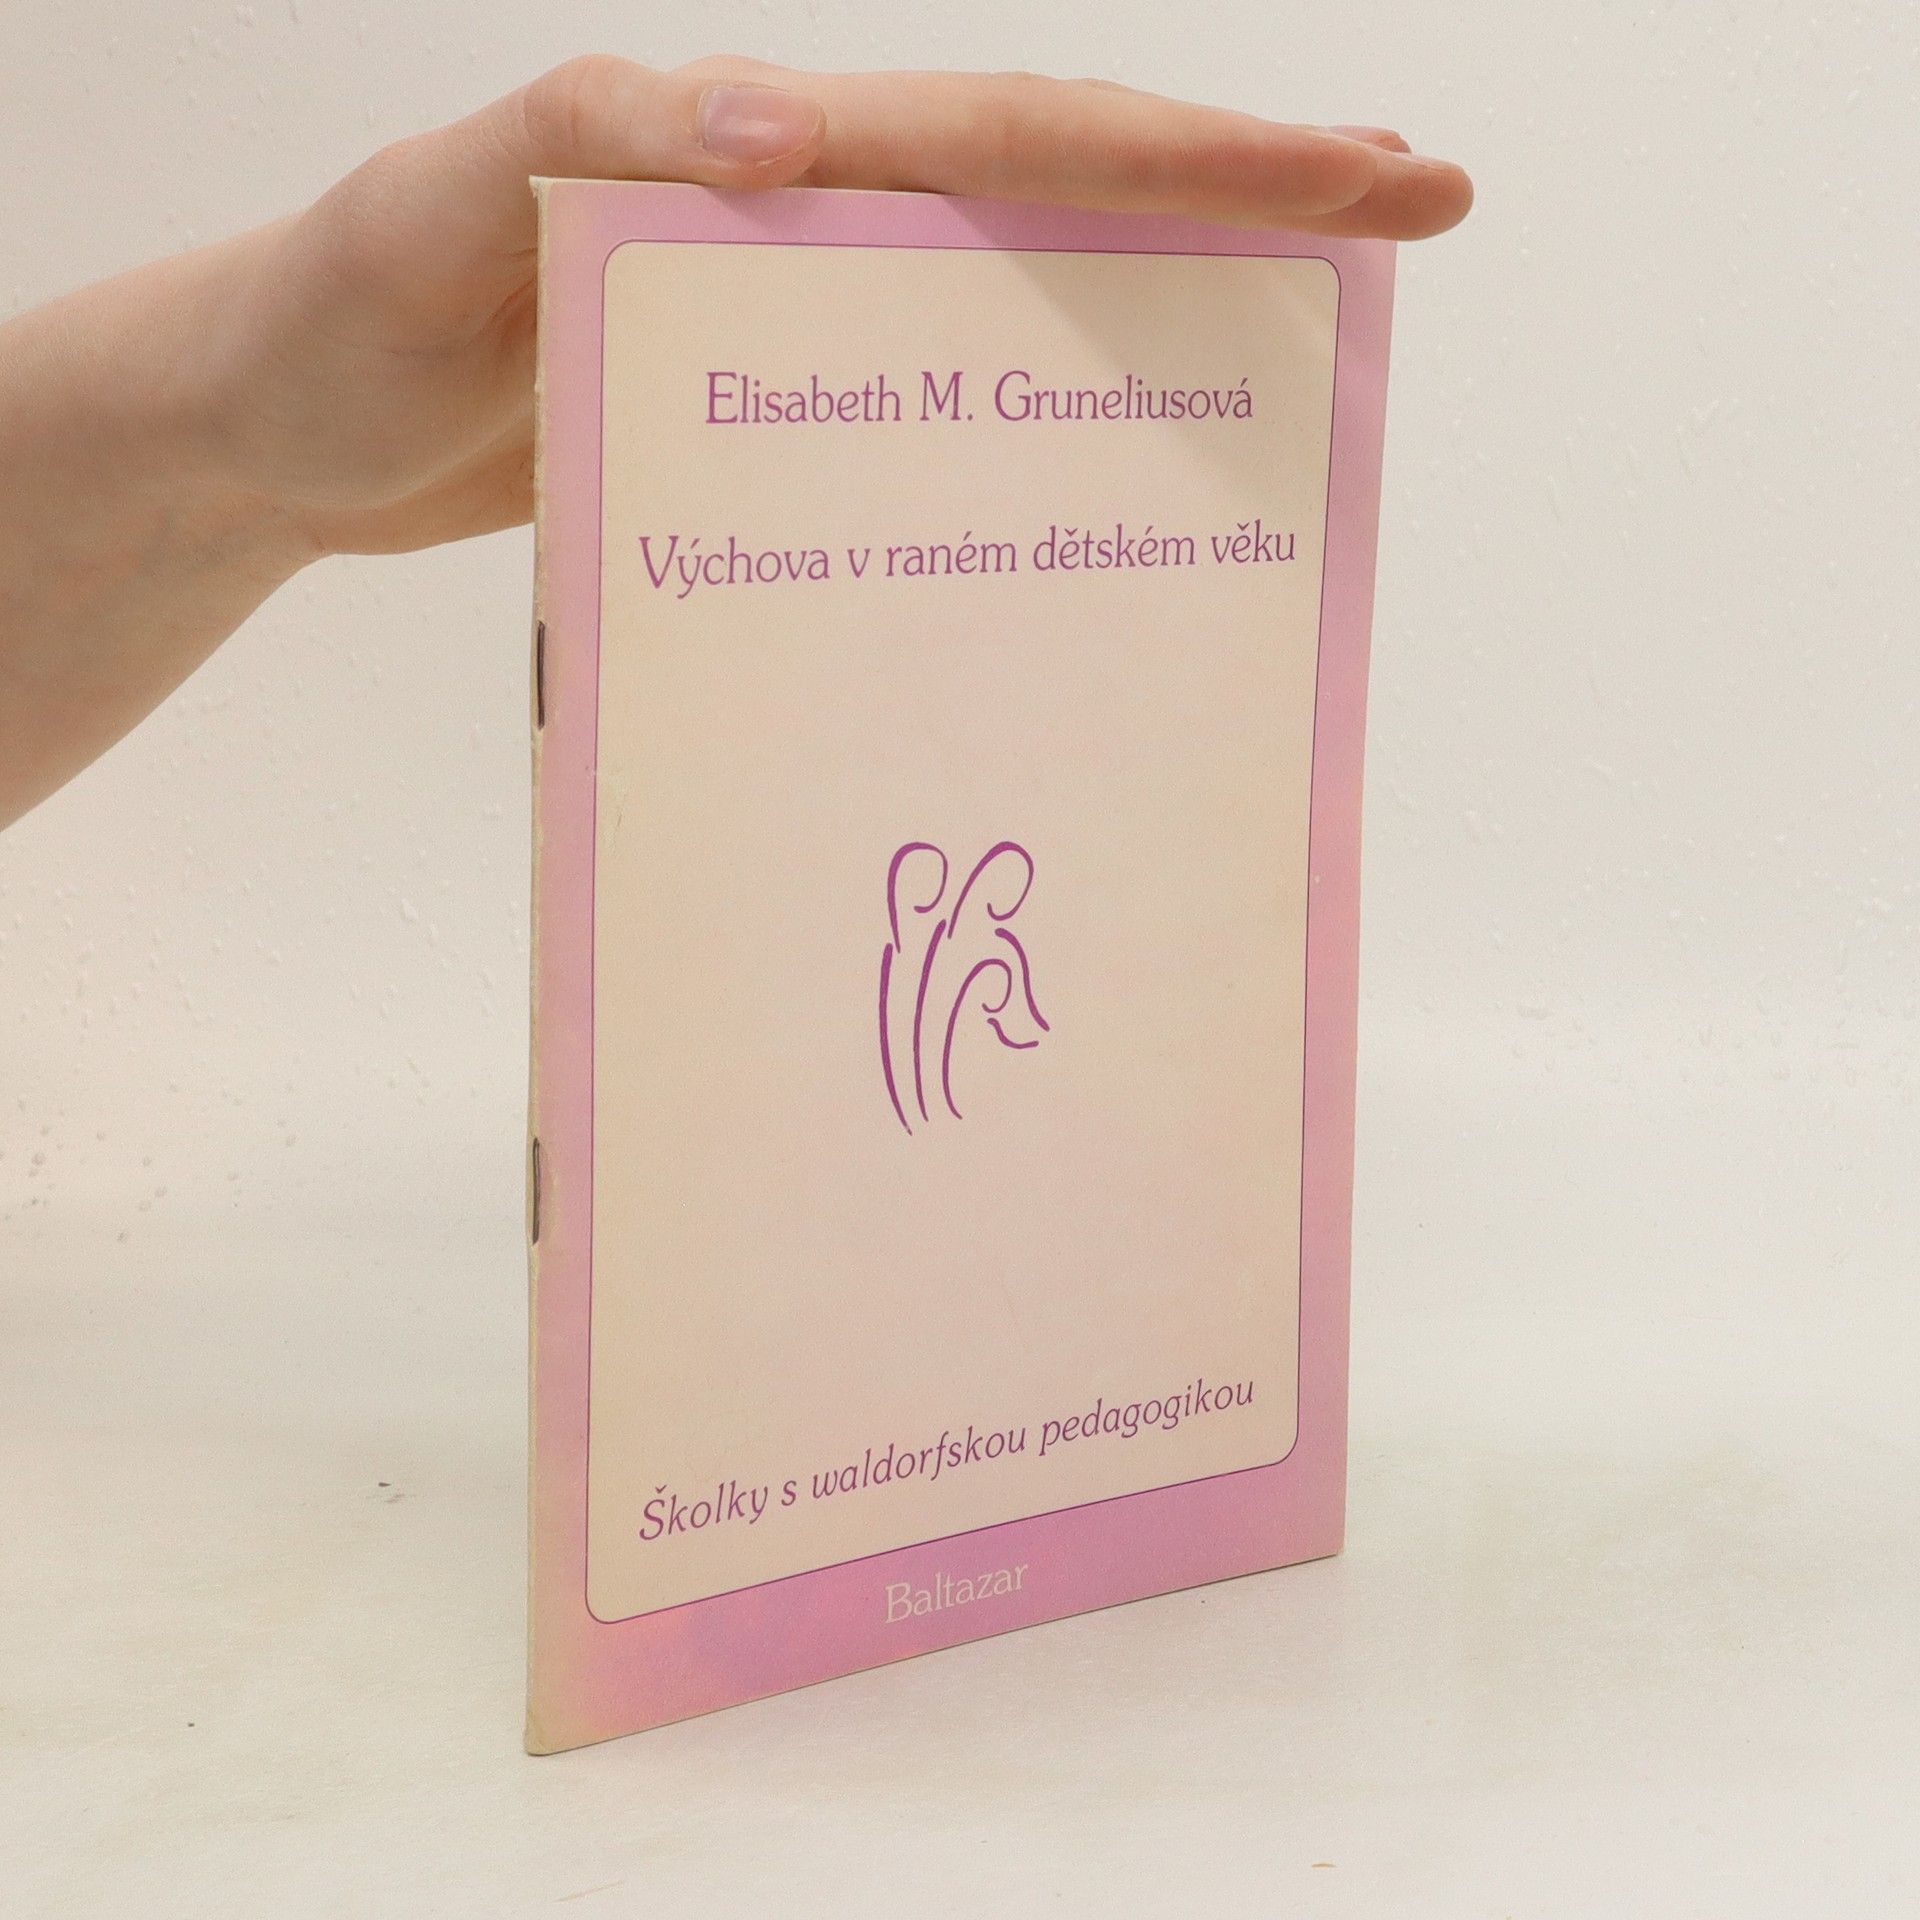 Elisabeth M. Gruneliusová
Výchova v raném dětském věku
Školky s waldorfskou pedagogikou
Baltazar